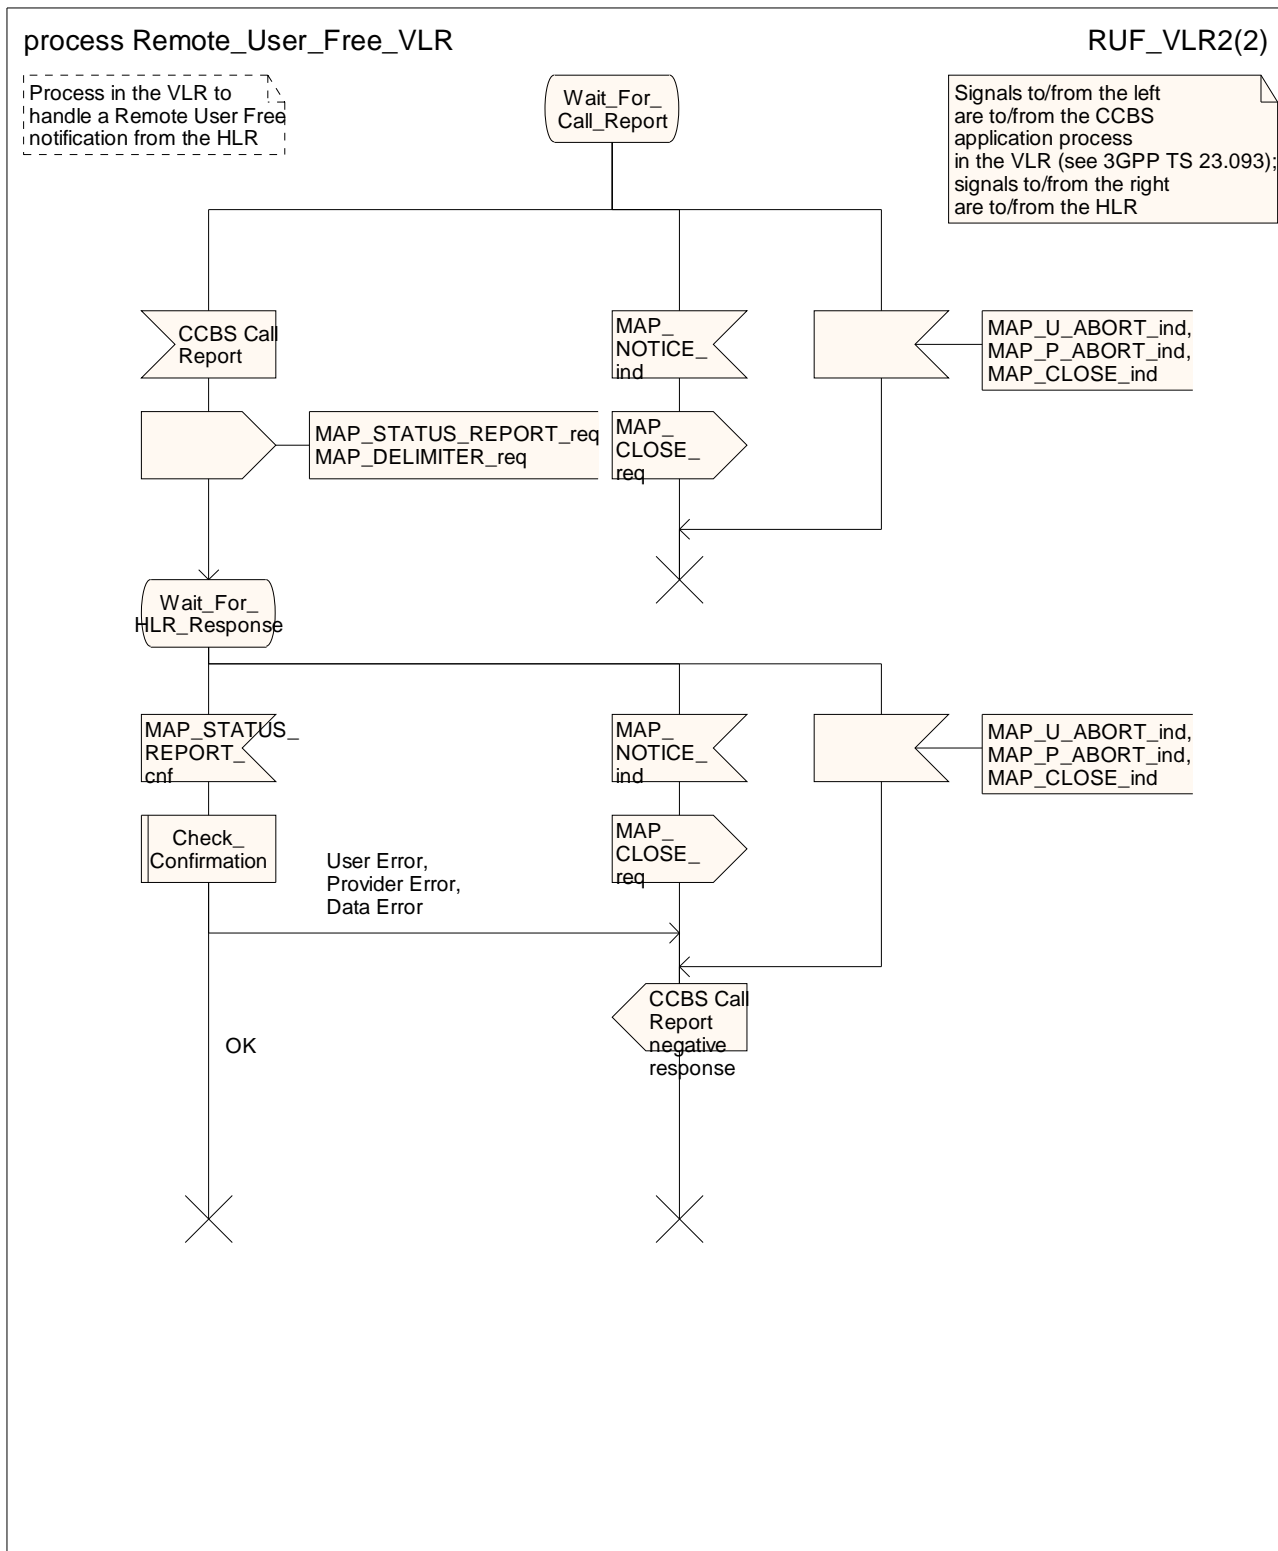 process Remote_User_Free_VLR
RUF_VLR2(2)
Process in the VLR to
handle a Remote User Free
notification from the HLR
Wait_For_
Call_Report
Signals to/from the left
are to/from the CCBS
application process
in the VLR (see 3GPP TS 23.093);
signals to/from the right
are to/from the HLR
CCBS Call
Report
MAP_
NOTICE_
ind
MAP_U_ABORT_ind,
MAP_P_ABORT_ind,
MAP_CLOSE_ind
MAP_STATUS_REPORT_req
MAP_DELIMITER_req
MAP_
CLOSE_
req
Wait_For_
HLR_Response
MAP_STATUS_
REPORT_
cnf
MAP_
NOTICE_
ind
MAP_U_ABORT_ind,
MAP_P_ABORT_ind,
MAP_CLOSE_ind
Check_
Confirmation
User Error,
Provider Error,
Data Error
MAP_
CLOSE_
req
CCBS Call
Report
negative
response
OK